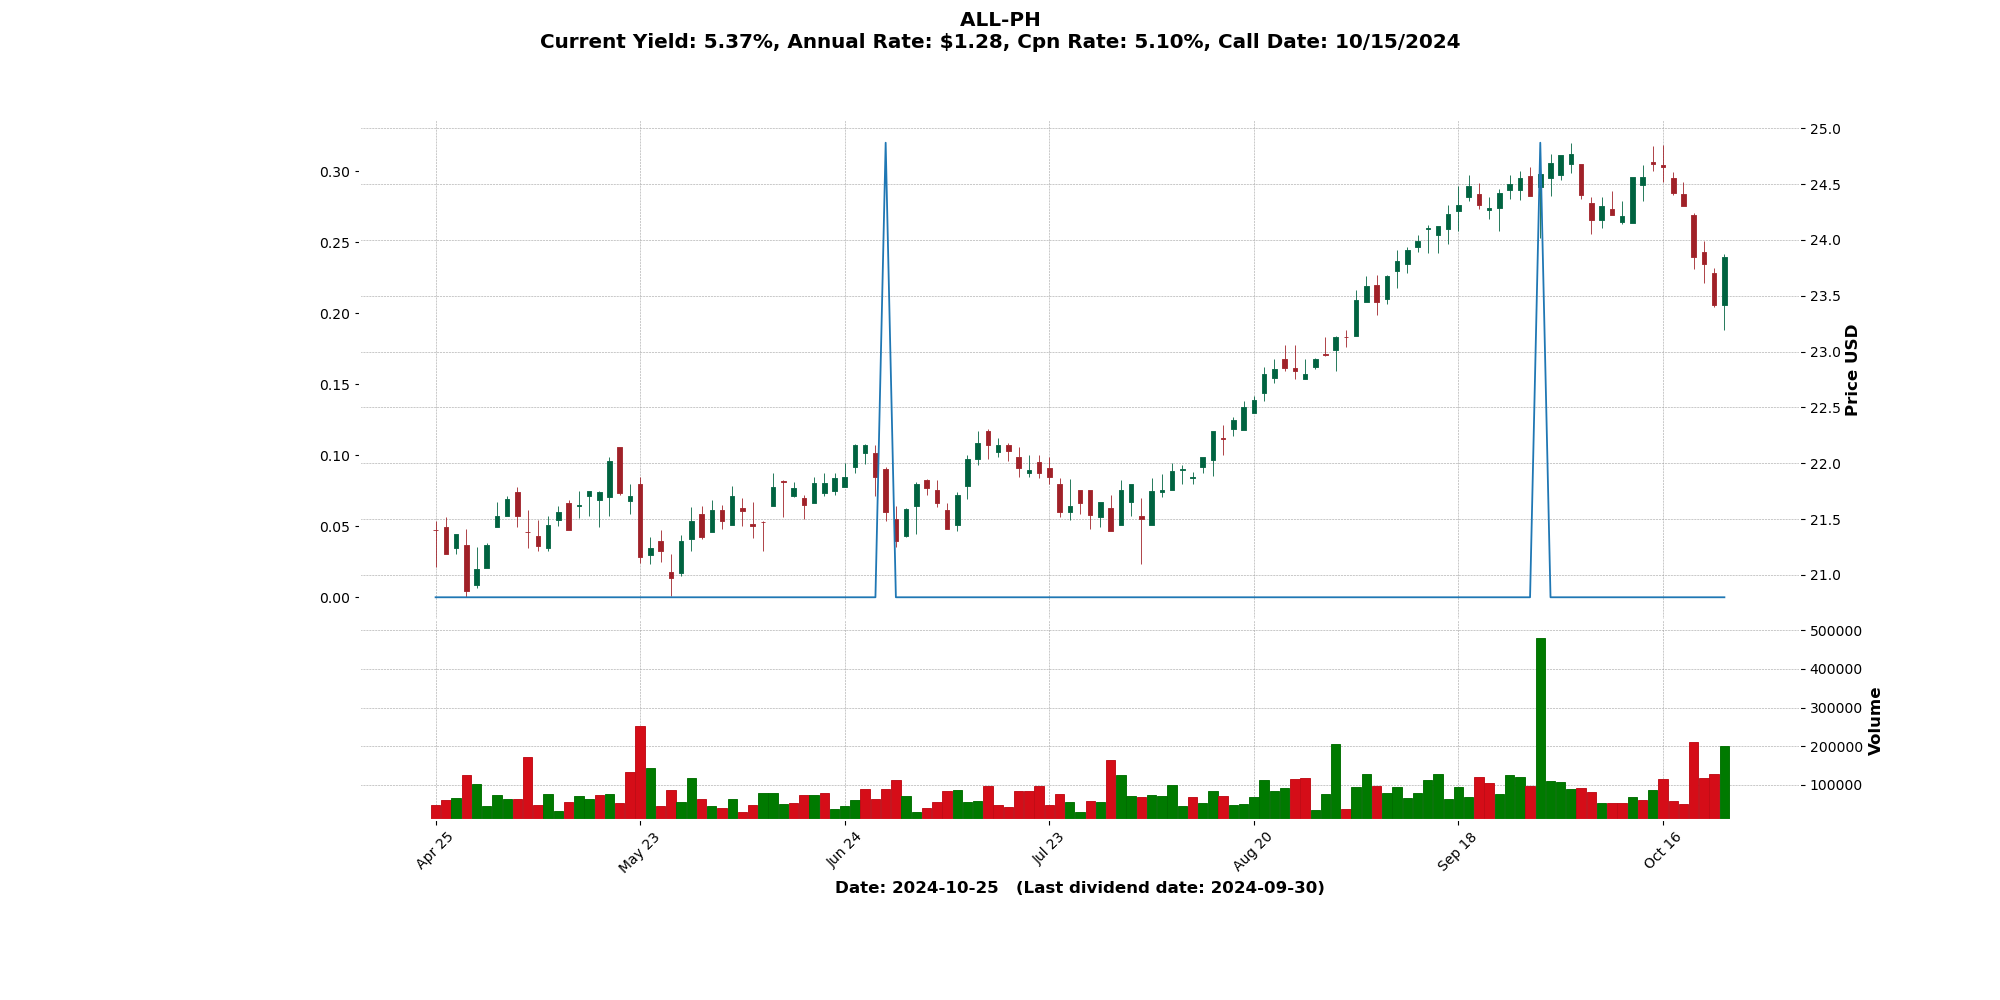 ALL-PH
Current Yield: 5.37%, Annual Rate: $1.28, Cpn Rate: 5.10%, Call Date: 10/15/2024
0.30
0.25
0.20
0.15
0.10
0.05
0.00
25.0
24.5
24.0
23.5
23.0
22.5
22.0
21.5
21.0
Price USD
500000
400000
300000
200000
100000
Volume
Apr 25
May 23
Jun 24
Jul 23
Aug 20
Sep 18
Oct 16
Date: 2024-10-25 (Last dividend date: 2024-09-30)